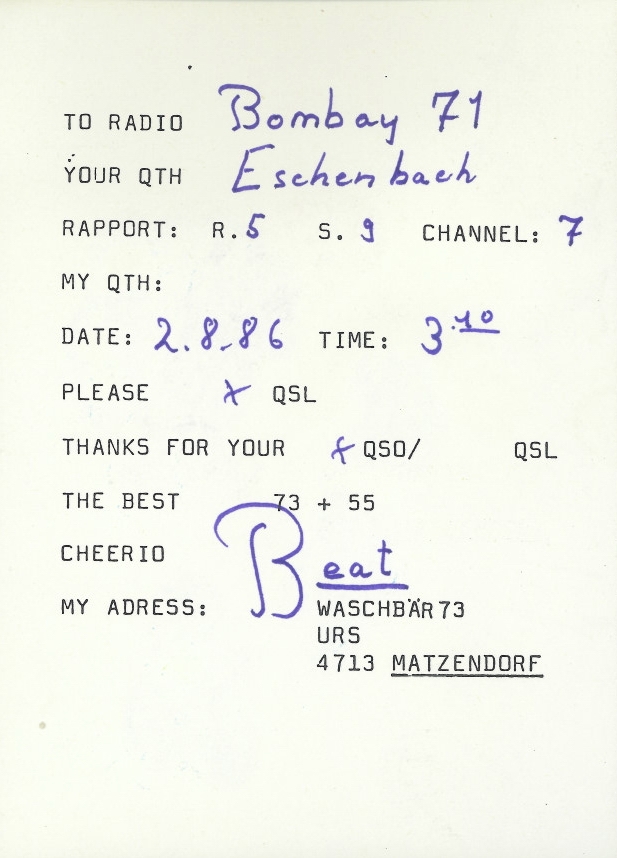 TO RADIO Bombay 71
YOUR QTH Eschenbach
RAPPORT: R. 5 S. 9 CHANNEL: 7
MY QTH:
DATE: 2.8.86 TIME: 3.10
PLEASE x QSL
THANKS FOR YOUR x QSO/ QSL
THE BEST 73 + 55
CHEERIO Beat
MY ADRESS: WASCHBÄR 73
URS
4713 MATZENDORF